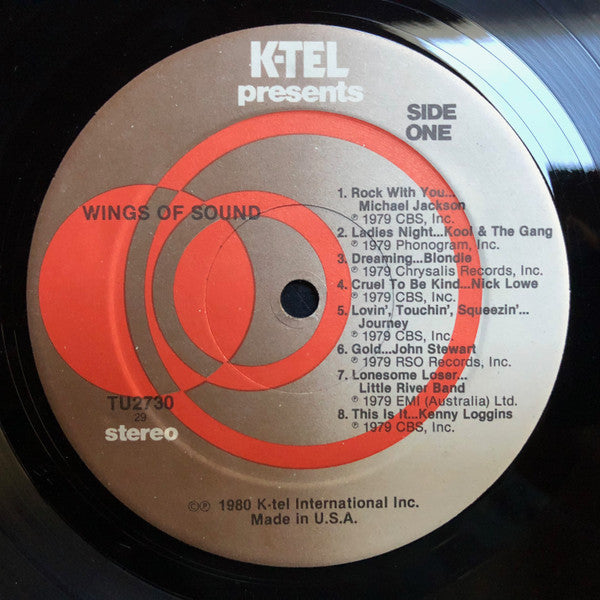 K-TEL
presents
SIDE
ONE
WINGS OF SOUND
1. Rock With You...
Michael Jackson
℗ 1979 CBS, Inc.
2. Ladies Night...Kool & The Gang
℗ 1979 Phonogram, Inc.
3. Dreaming...Blondie
℗ 1979 Chrysalis Records, Inc.
4. Cruel To Be Kind...Nick Lowe
℗ 1979 CBS, Inc.
5. Lovin', Touchin', Squeezin'...
Journey
℗ 1979 CBS, Inc.
6. Gold...John Stewart
℗ 1979 RSO Records, Inc.
7. Lonesome Loser...
Little River Band
℗ 1979 EMI (Australia) Ltd.
8. This Is It...Kenny Loggins
℗ 1979 CBS, Inc.
TU2730
29
stereo
©℗ 1980 K-tel International Inc.
Made in U.S.A.